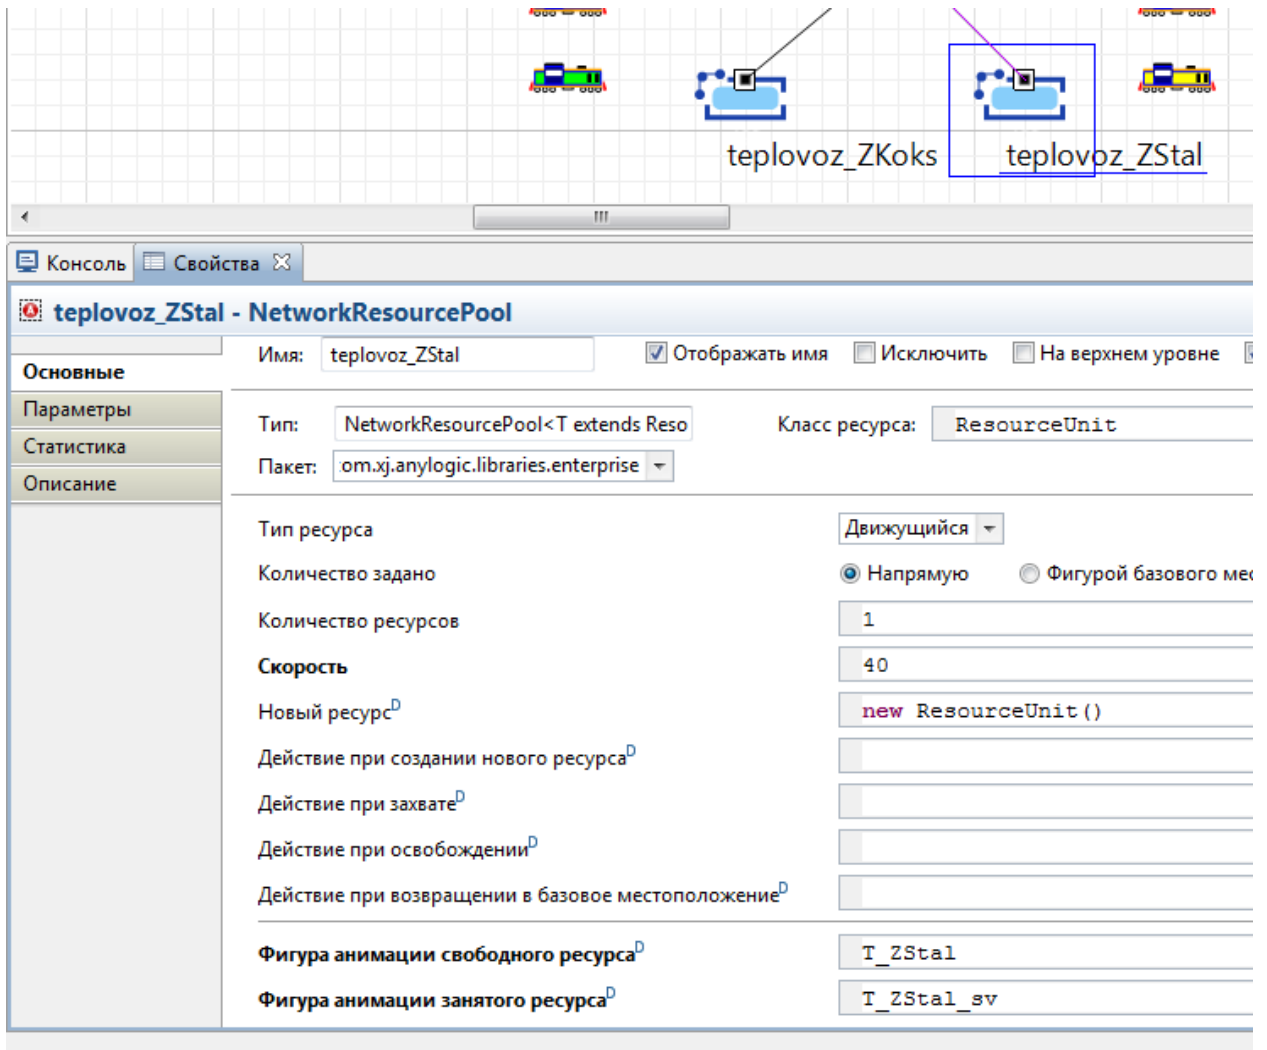 teplovoz_ZKoks teplovoz_ZStal
Консоль Свойства
teplovoz_ZStal - NetworkResourcePool
Основные
Параметры
Статистика
Описание
Имя: teplovoz_ZStal Отображать имя Исключить На верхнем уровне
Тип: NetworkResourcePool<T extends Reso Класс ресурса: ResourceUnit
Пакет: om.xj.anylogic.libraries.enterprise
Тип ресурса Движущийся
Количество задано Напрямую Фигурой базового мес
Количество ресурсов 1
Скорость 40
Новый ресурс D new ResourceUnit()
Действие при создании нового ресурса D
Действие при захвате D
Действие при освобождении D
Действие при возвращении в базовое местоположение D
Фигура анимации свободного ресурса D T_ZStal
Фигура анимации занятого ресурса D T_ZStal_sv